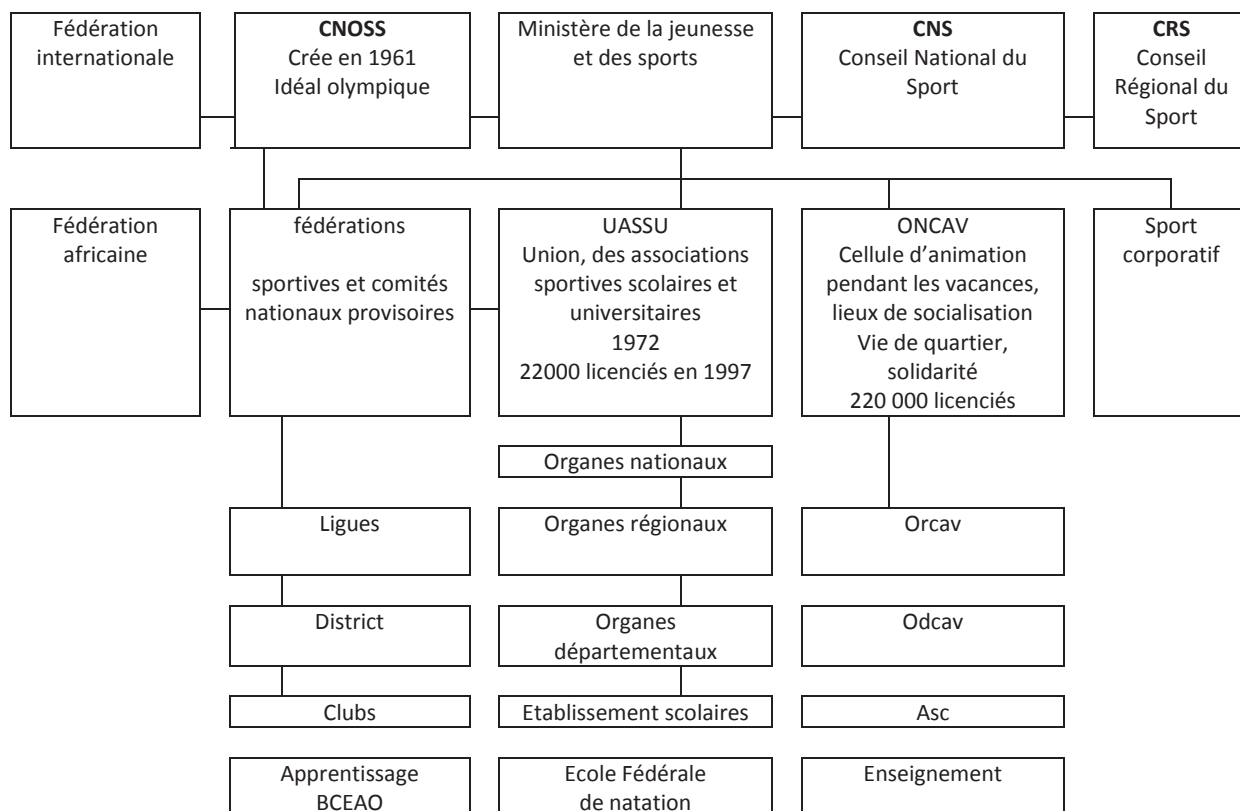 Fédération
internationale
CNOSS
Crée en 1961
Idéal olympique
Ministère de la jeunesse
et des sports
CNS
Conseil National du
Sport
CRS
Conseil
Régional du
Sport
Fédération
africaine
fédérations
sportives et comités
nationaux provisoires
UASSU
Union, des associations
sportives scolaires et
universitaires
1972
22000 licenciés en 1997
ONCAV
Cellule d’animation
pendant les vacances,
lieux de socialisation
Vie de quartier,
solidarité
220 000 licenciés
Sport
corporatif
Organes nationaux
Ligues
Organes régionaux
Orcav
District
Organes
départementaux
Odcav
Clubs
Etablissement scolaires
Asc
Apprentissage
BCEAO
Ecole Fédérale
de natation
Enseignement